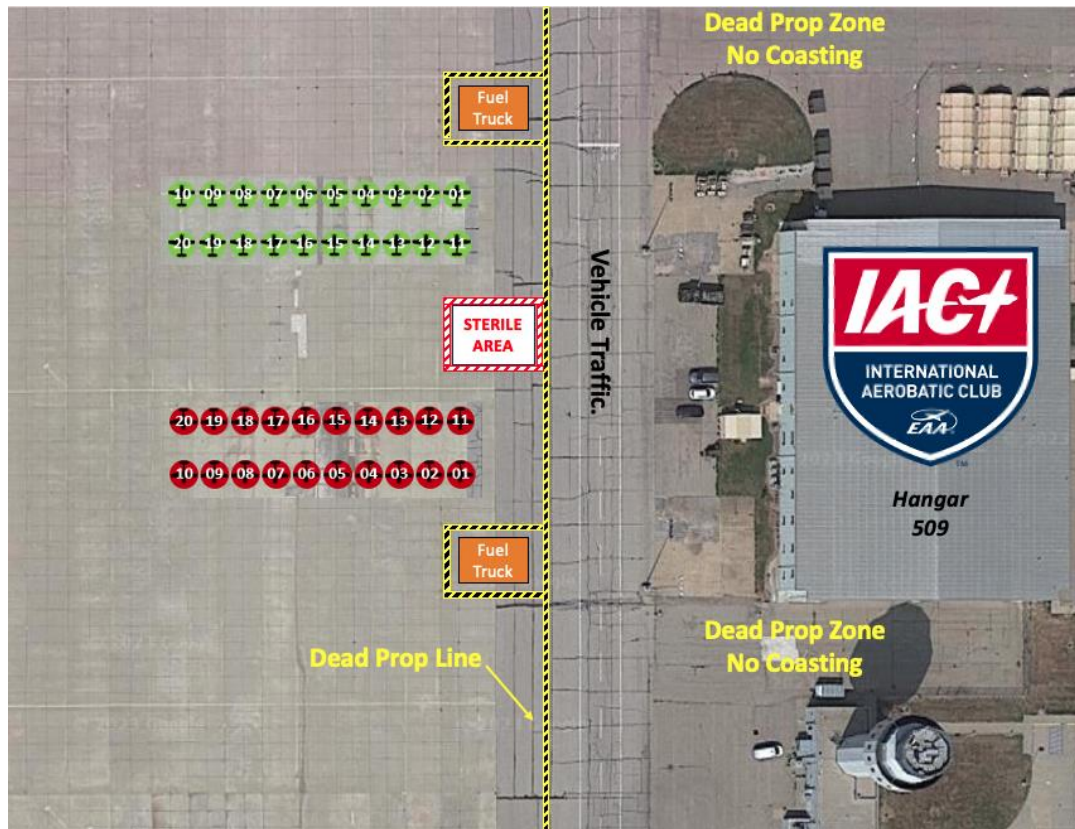 Dead Prop Zone
No Coasting
Fuel
Truck
10 09 08 07 06 05 04 03 02 01
20 19 18 17 16 15 14 13 12 11
Vehicle Traffic.
STERILE
AREA
IAC
INTERNATIONAL
AEROBATIC CLUB
EAA
TM
Hangar
509
20 19 18 17 16 15 14 13 12 11
10 09 08 07 06 05 04 03 02 01
Fuel
Truck
Dead Prop Line
Dead Prop Zone
No Coasting